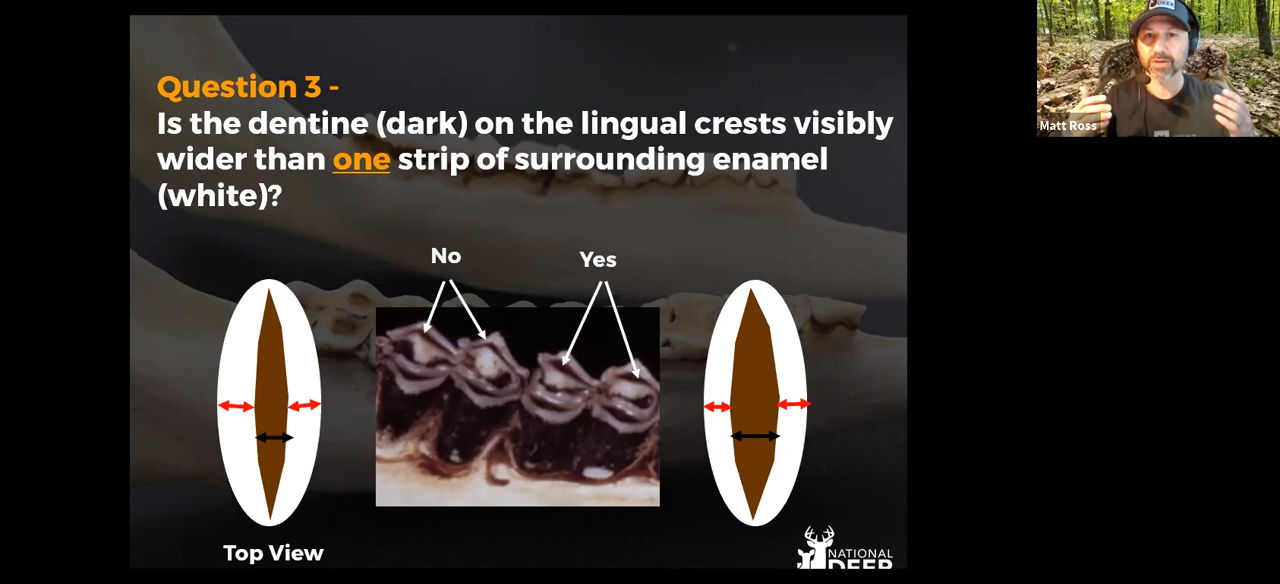 Question 3 -
Is the dentine (dark) on the lingual crests visibly
wider than one strip of surrounding enamel
(white)?
No
Yes
Top View
NATIONAL
DEER
Matt Ross